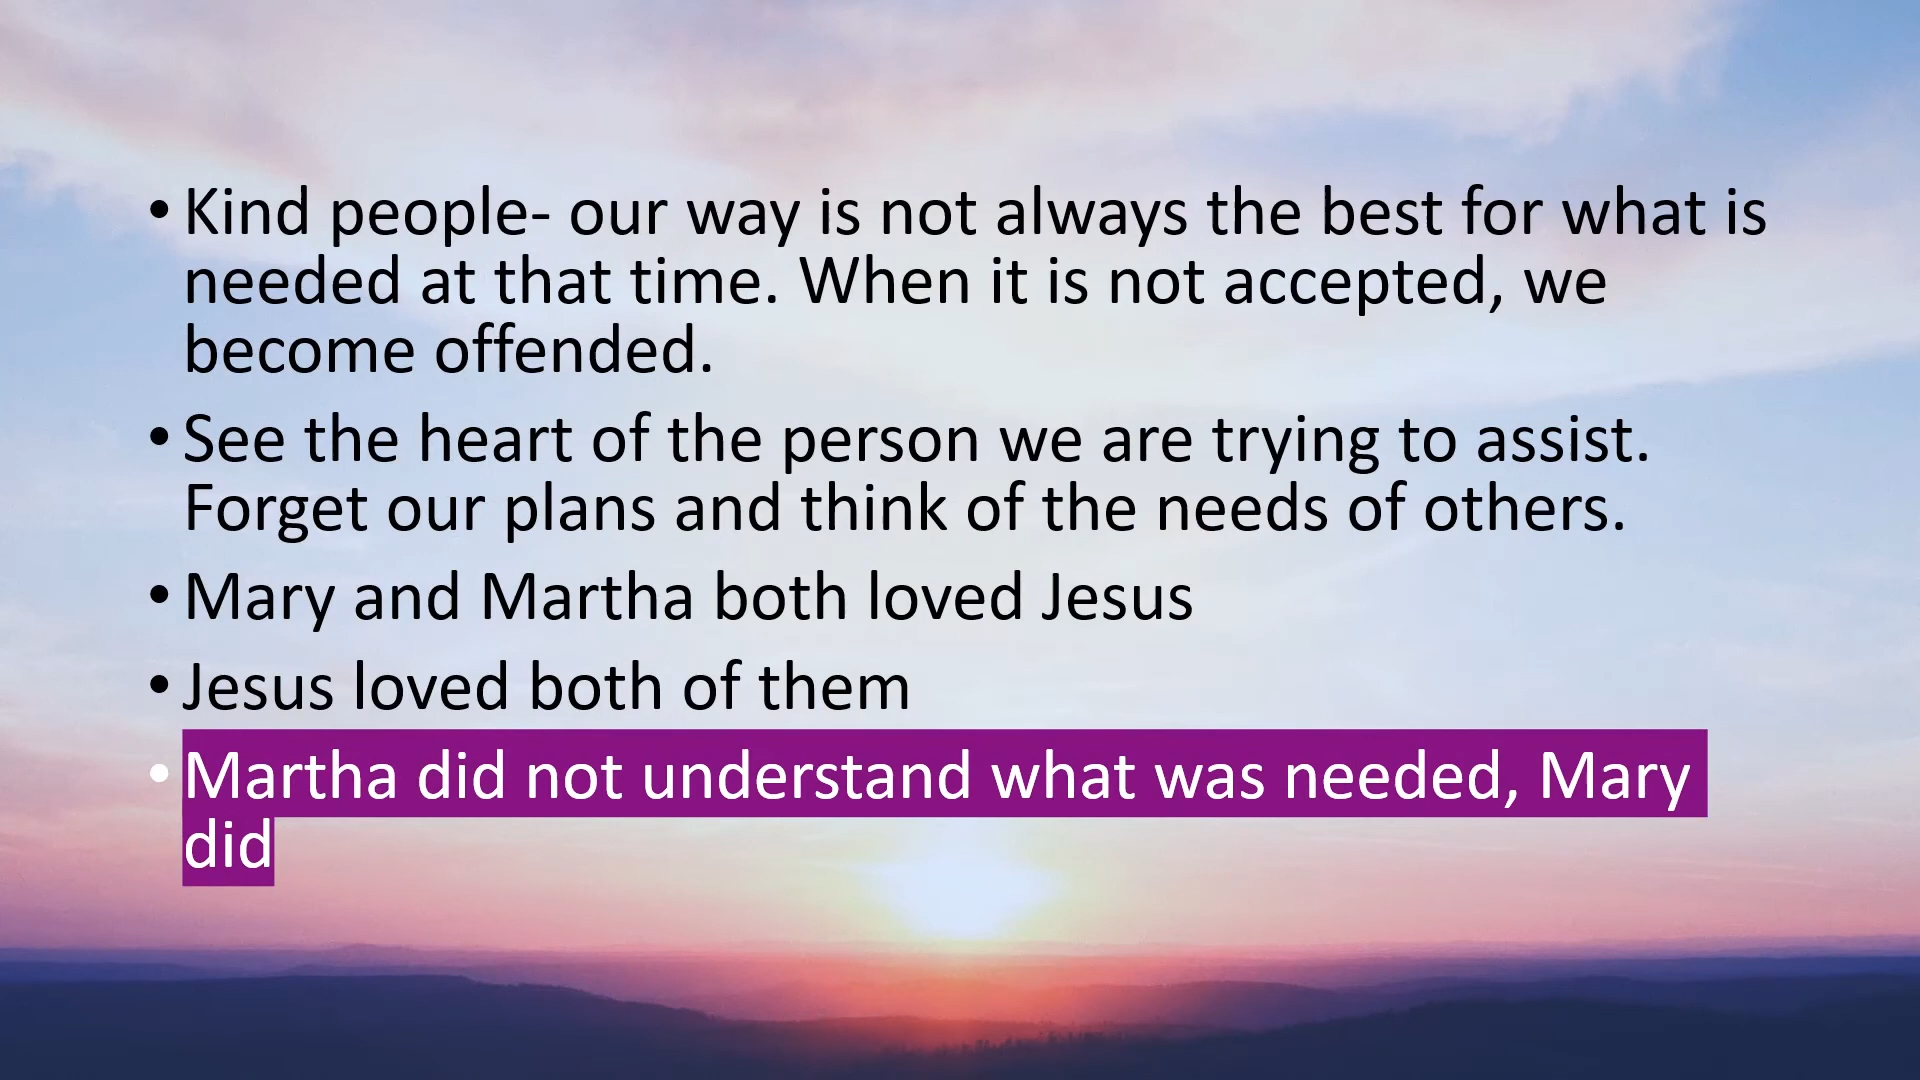 • Kind people- our way is not always the best for what is
needed at that time. When it is not accepted, we
become offended.
• See the heart of the person we are trying to assist.
Forget our plans and think of the needs of others.
• Mary and Martha both loved Jesus
• Jesus loved both of them
• Martha did not understand what was needed, Mary
did